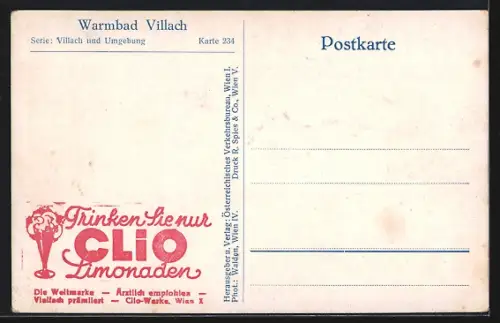 Warmbad Villach
Serie: Villach und Umgebung Karte 234
Postkarte
Herausgeber u. Verlag: Österreichisches Verkehrsbureau, Wien I.
Phot.: Waldgn, Wien IV. Druck R. Spies & Co., Wien V.
Trinken Sie nur
CLiO
Limonaden
Die Weltmarke — Ärztlich empfohlen —
Vielfach prämiiert — Clio-Werke, Wien X